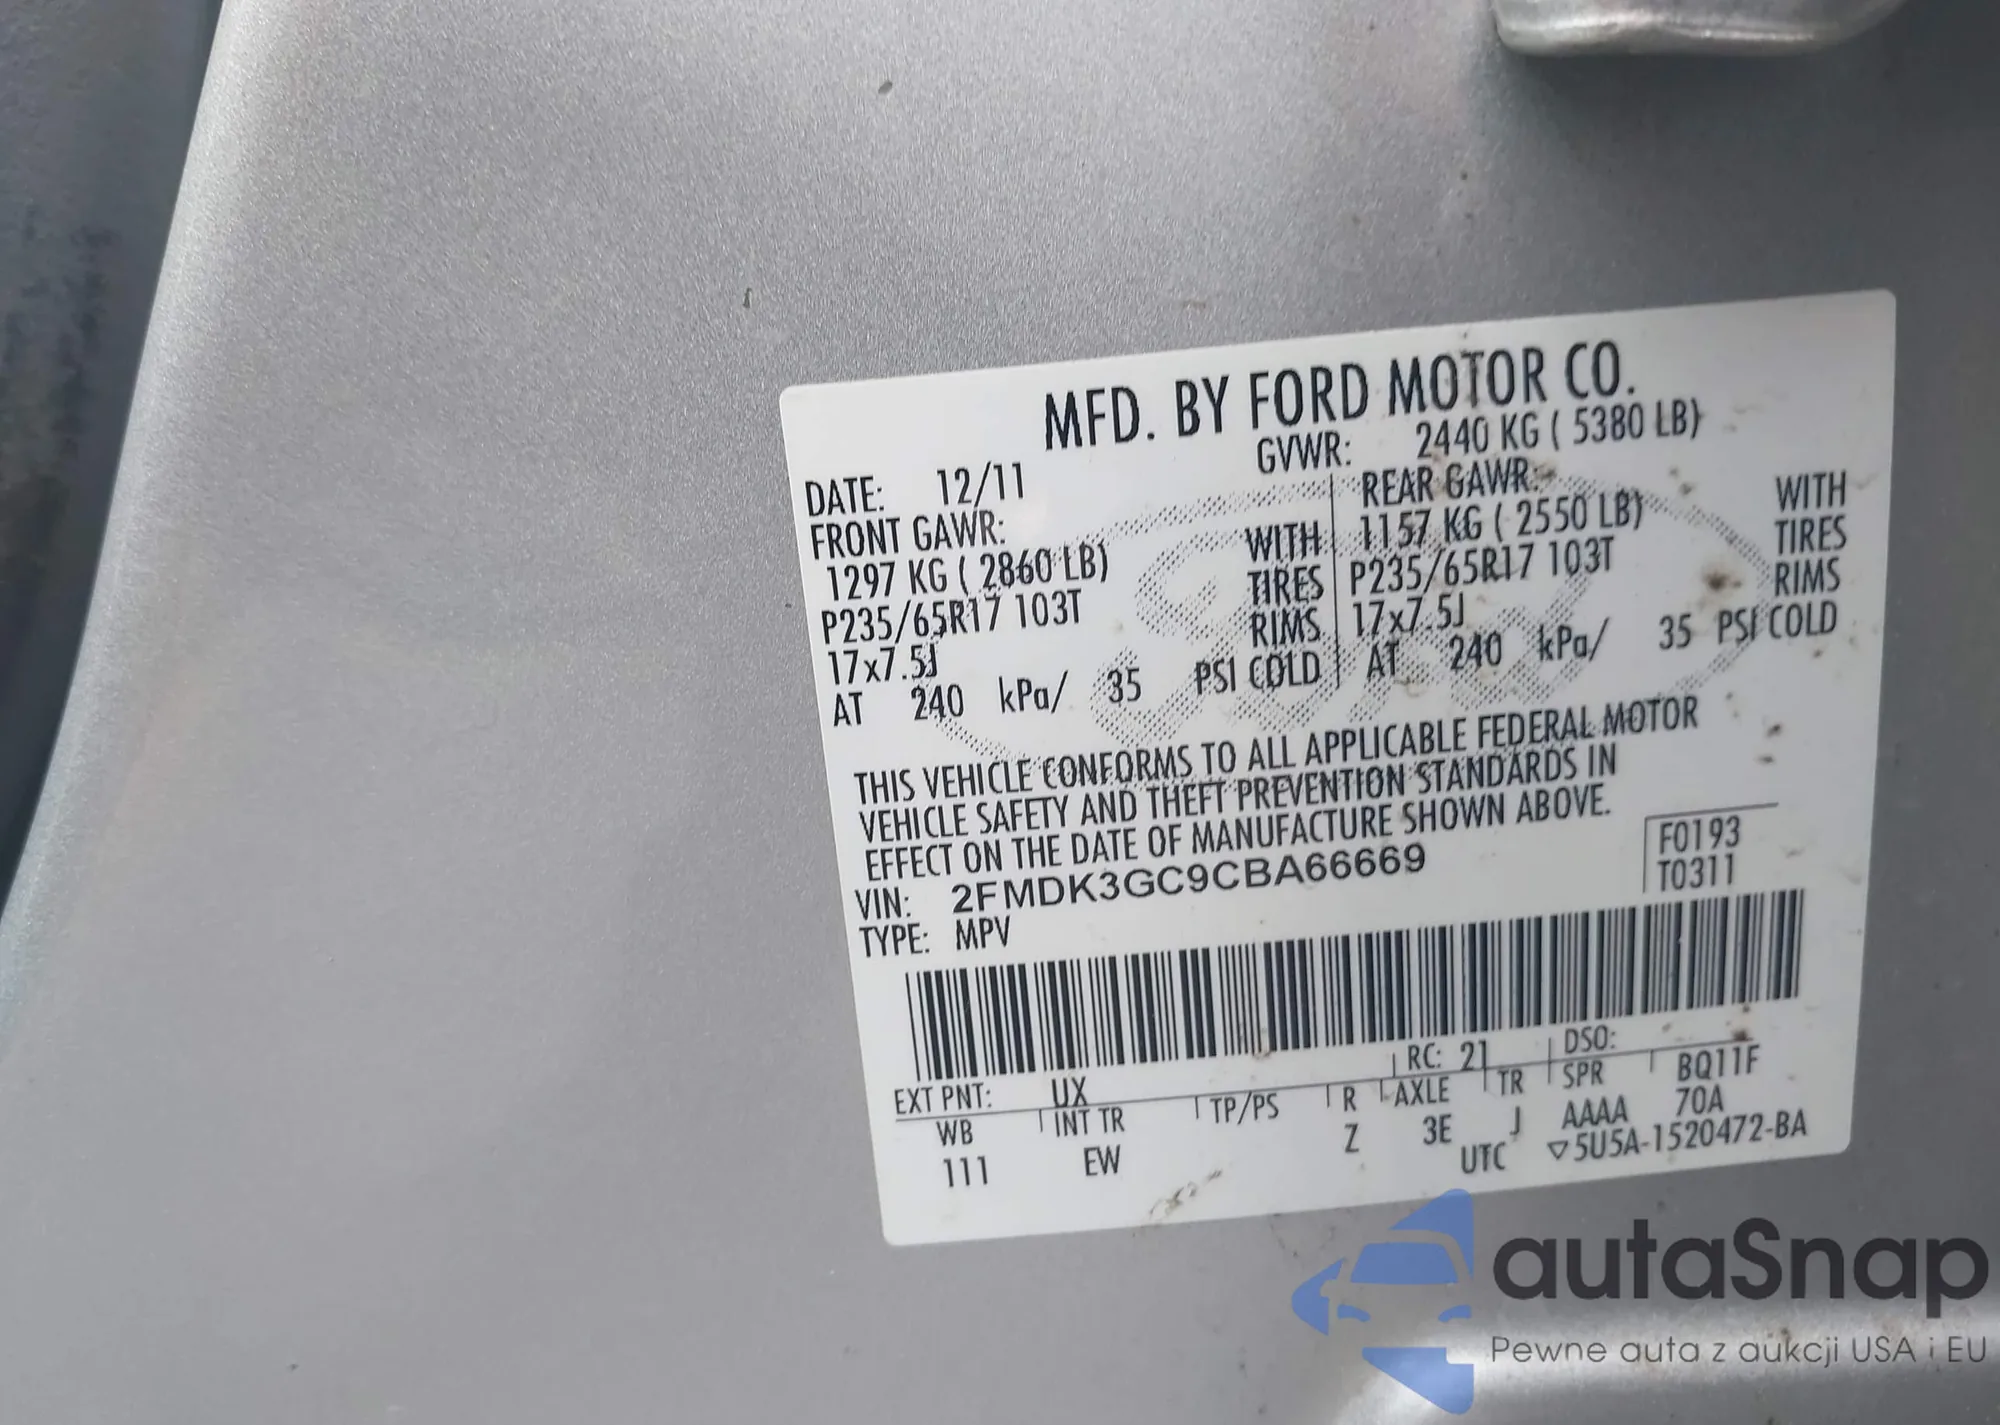 MFD. BY FORD MOTOR CO.
DATE: 12/11 GVWR: 2440 KG ( 5380 LB)
FRONT GAWR: REAR GAWR:
1297 KG ( 2860 LB) WITH 1157 KG ( 2550 LB) WITH
P235/65R17 103T TIRES P235/65R17 103T TIRES
17x7.5J RIMS 17x7.5J RIMS
AT 240 kPa/ 35 PSI COLD AT 240 kPa/ 35 PSI COLD
THIS VEHICLE CONFORMS TO ALL APPLICABLE FEDERAL MOTOR
VEHICLE SAFETY AND THEFT PREVENTION STANDARDS IN
EFFECT ON THE DATE OF MANUFACTURE SHOWN ABOVE.
VIN: 2FMDK3GC9CBA66669 F0193
TYPE: MPV T0311
EXT PNT: UX RC: 21 DSO:
WB INT TR TP/PS R AXLE TR SPR BQ11F
111 EW Z 3E J AAAA 70A
UTC ▽5U5A-1520472-BA
autaSnap
Pewne auta z aukcji USA i EU